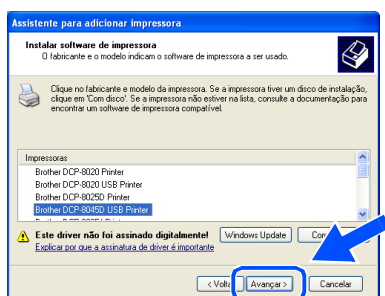 Assistente para adicionar impressora
Instalar software de impressora
O fabricante e o modelo indicam o software de impressora a ser usado.
Clique no fabricante e modelo da impressora. Se a impressora tiver um disco de instalação,
clique em 'Com disco'. Se a impressora não estiver na lista, consulte a documentação para
encontrar um software de impressora compatível.
Impressoras
Brother DCP-8020 Printer
Brother DCP-8020 USB Printer
Brother DCP-8025D Printer
Brother DCP-8045D USB Printer
Este driver não foi assinado digitalmente!
Windows Update
Explicar por que a assinatura de driver é importante
Avançar >
Cancelar